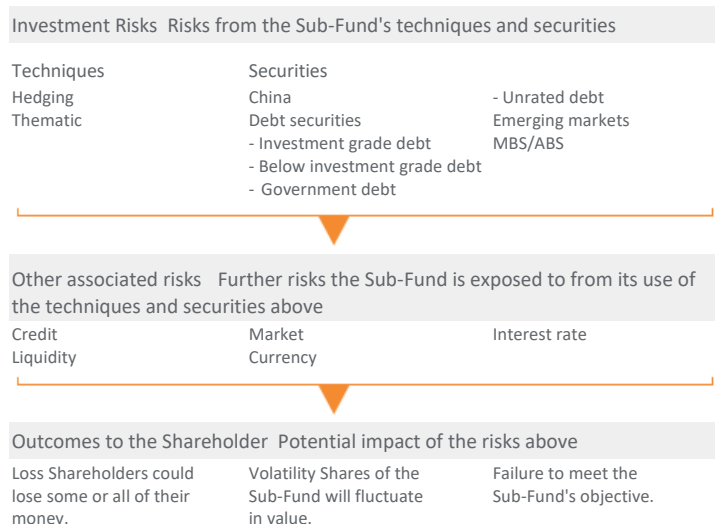 Investment Risks Risks from the Sub-Fund's techniques and securities
Techniques
Hedging
Thematic
Securities
China
Debt securities
- Investment grade debt
- Below investment grade debt
- Government debt
- Unrated debt
Emerging markets
MBS/ABS
Other associated risks Further risks the Sub-Fund is exposed to from its use of
the techniques and securities above
Credit
Liquidity
Market
Currency
Interest rate
Outcomes to the Shareholder Potential impact of the risks above
Loss Shareholders could
lose some or all of their
money.
Volatility Shares of the
Sub-Fund will fluctuate
in value.
Failure to meet the
Sub-Fund's objective.